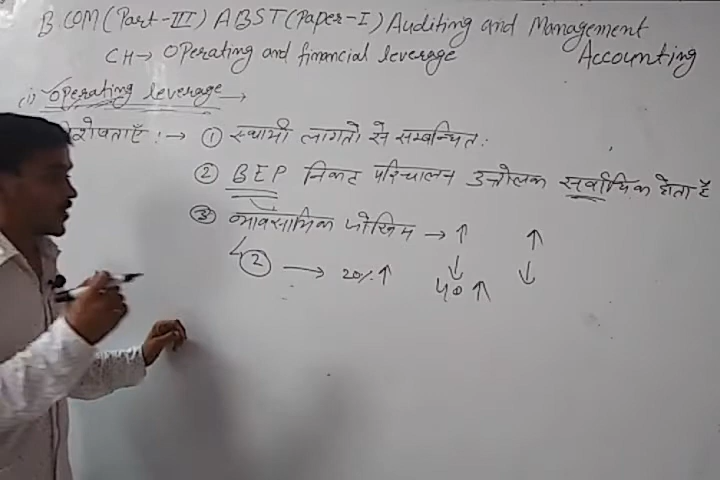 B COM (Part-III) ABST (Paper-I) Auditing and Management
CH→ Operating and financial leverage Accounting
(i) Operating leverage →
विशेषताएँ :→ ① स्थायी लागतो से सम्बन्धित:
② BEP निकट परिचालन उत्तोलक सर्वाधिक होता है
③ व्यावसायिक जोखिम → ↑ ↑
↳ ② → 20% ↑ ↓ 40 ↑ ↓